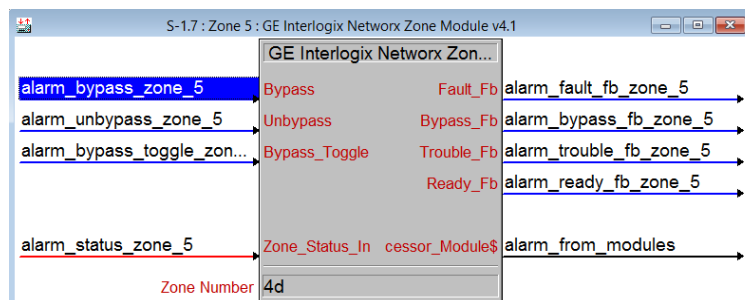 S-1.7 : Zone 5 : GE Interlogix Networx Zone Module v4.1
GE Interlogix Networx Zon...
alarm_bypass_zone_5 Bypass Fault_Fb alarm_fault_fb_zone_5
alarm_unbypass_zone_5 Unbypass Bypass_Fb alarm_bypass_fb_zone_5
alarm_bypass_toggle_zon... Bypass_Toggle Trouble_Fb alarm_trouble_fb_zone_5
Ready_Fb alarm_ready_fb_zone_5
alarm_status_zone_5 Zone_Status_In cessor_Module$ alarm_from_modules
Zone Number 4d